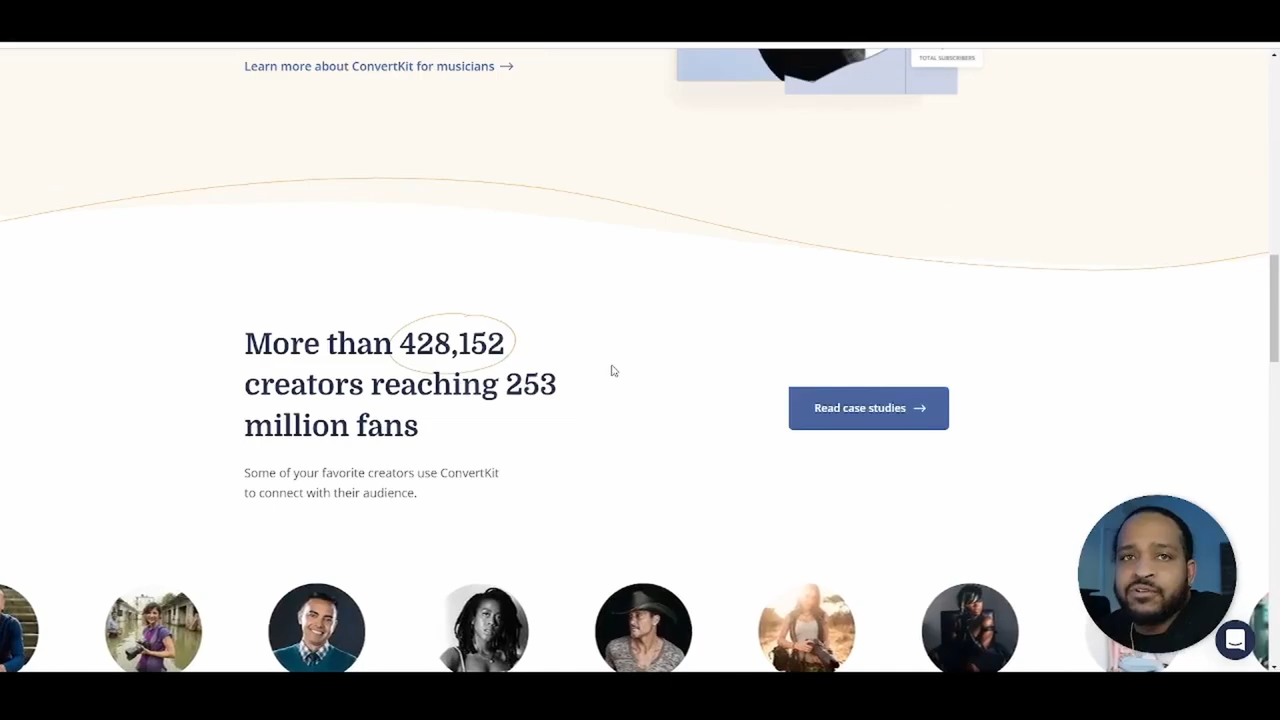 Learn more about ConvertKit for musicians →
TOTAL SUBSCRIBERS
More than 428,152
creators reaching 253
million fans
Read case studies →
Some of your favorite creators use ConvertKit
to connect with their audience.